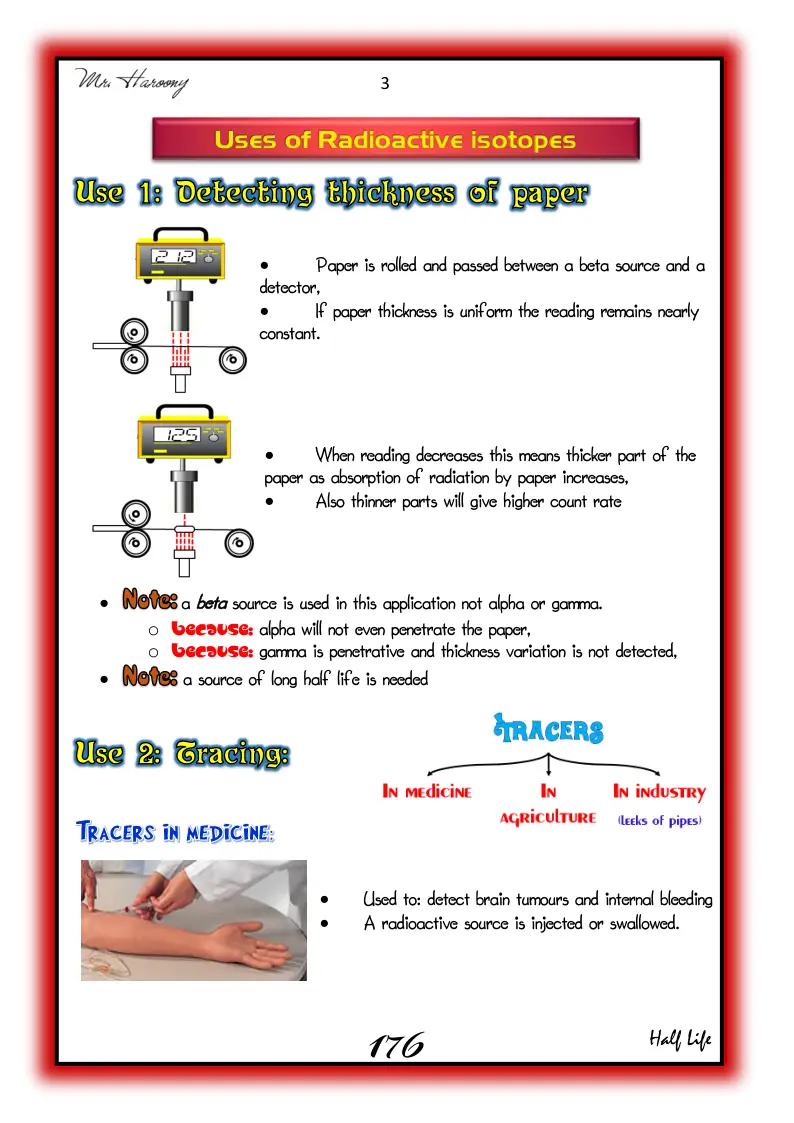 Mr. Haroony
3
Uses of Radioactive isotopes
Use 1: Detecting thickness of paper
212
• Paper is rolled and passed between a beta source and a
detector,
• If paper thickness is uniform the reading remains nearly
constant.
125
• When reading decreases this means thicker part of the
paper as absorption of radiation by paper increases,
• Also thinner parts will give higher count rate
• Note: a beta source is used in this application not alpha or gamma.
o because: alpha will not even penetrate the paper,
o because: gamma is penetrative and thickness variation is not detected,
• Note: a source of long half life is needed
Use 2: Tracing:
Tracers
In medicine
In
agriculture
In industry
(leeks of pipes)
Tracers in medicine:
• Used to: detect brain tumours and internal bleeding
• A radioactive source is injected or swallowed.
176
Half Life